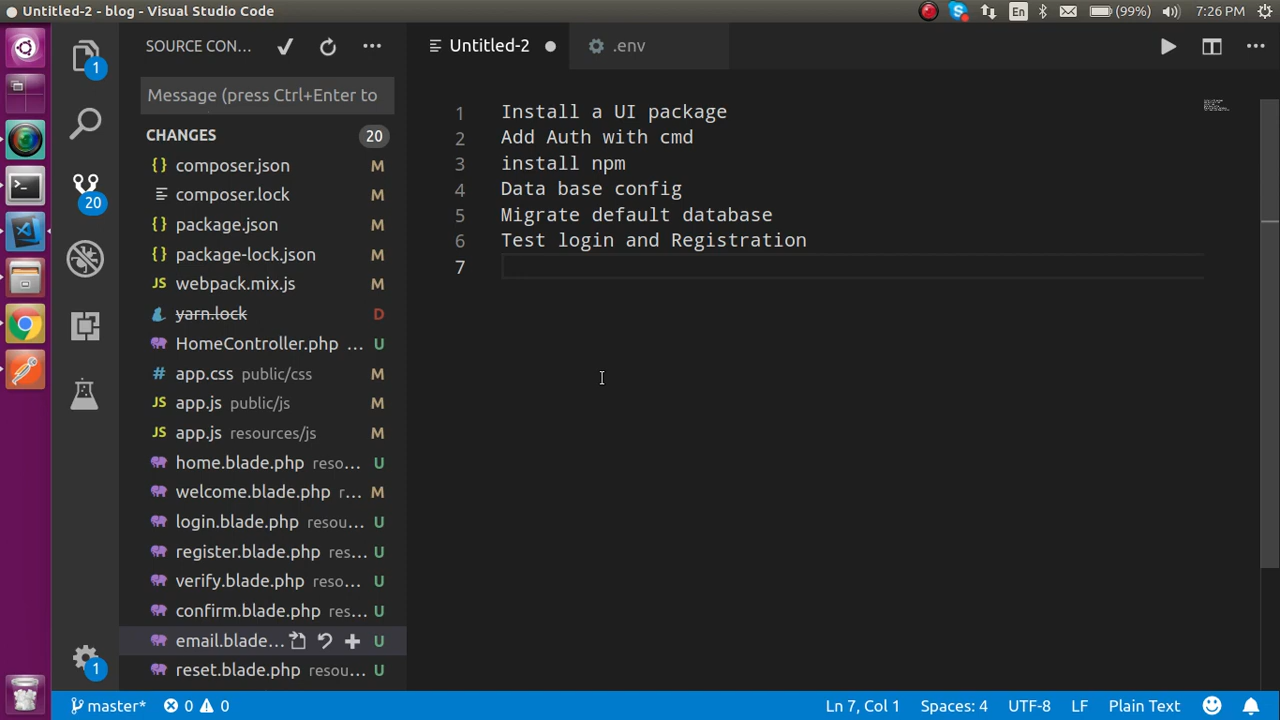 Untitled-2 - blog - Visual Studio Code
En
(99%)
7:26 PM
SOURCE CON...
Untitled-2
.env
1
Message (press Ctrl+Enter to
CHANGES 20
{} composer.json M
composer.lock M
{} package.json M
{} package-lock.json M
JS webpack.mix.js M
yarn.lock D
HomeController.php ... U
# app.css public/css M
JS app.js public/js M
JS app.js resources/js M
home.blade.php reso... U
welcome.blade.php r... M
login.blade.php resou... U
register.blade.php res... U
verify.blade.php reso... U
confirm.blade.php res... U
email.blade... U
reset.blade.php resou... U
20
1
1 Install a UI package
2 Add Auth with cmd
3 install npm
4 Data base config
5 Migrate default database
6 Test login and Registration
7
master* 0 0
Ln 7, Col 1 Spaces: 4 UTF-8 LF Plain Text